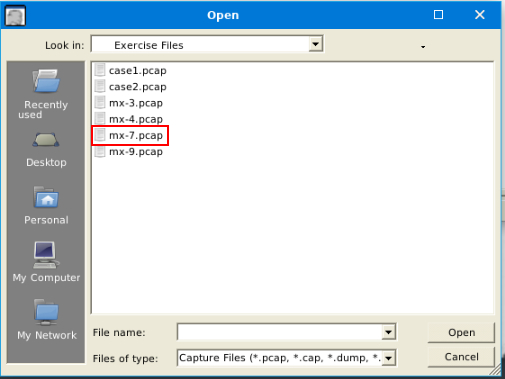 Open
Look in:
Exercise Files
Recently
used
Desktop
Personal
My Computer
My Network
case1.pcap
case2.pcap
mx-3.pcap
mx-4.pcap
mx-7.pcap
mx-9.pcap
File name:
Open
Files of type:
Capture Files (*.pcap, *.cap, *.dump, *.
Cancel